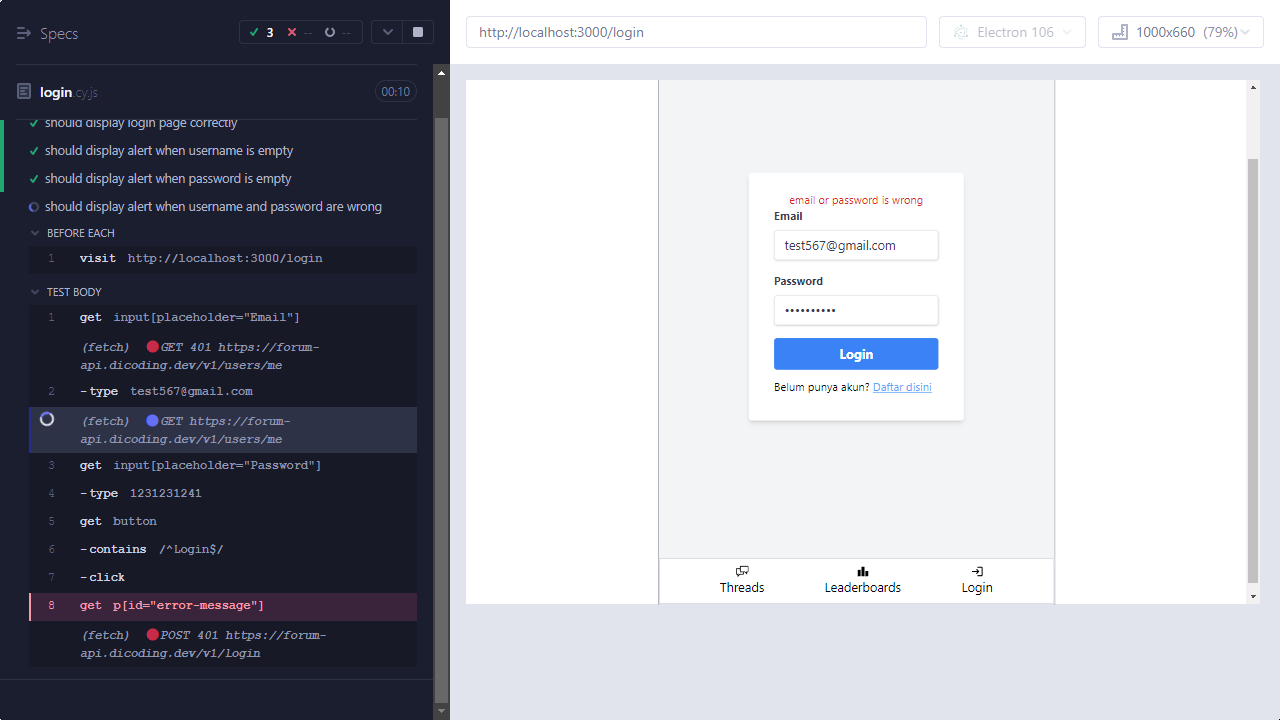 Specs
3 -- --
login.cy.js
00:10
should display login page correctly
should display alert when username is empty
should display alert when password is empty
should display alert when username and password are wrong
BEFORE EACH
1 visit http://localhost:3000/login
TEST BODY
1 get input[placeholder="Email"]
(fetch) GET 401 https://forum-
api.dicoding.dev/v1/users/me
2 -type test567@gmail.com
(fetch) GET https://forum-
api.dicoding.dev/v1/users/me
3 get input[placeholder="Password"]
4 -type 1231231241
5 get button
6 -contains /^Login$/
7 -click
8 get p[id="error-message"]
(fetch) POST 401 https://forum-
api.dicoding.dev/v1/login
http://localhost:3000/login
Electron 106
1000x660 (79%)
email or password is wrong
Email
test567@gmail.com
Password
••••••••••
Login
Belum punya akun? Daftar disini
Threads
Leaderboards
Login